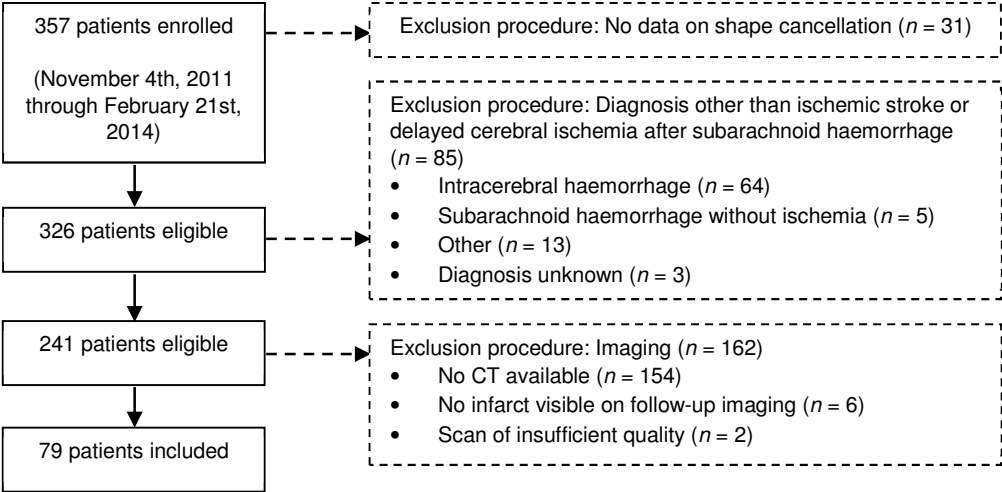 357 patients enrolled
(November 4th, 2011
through February 21st,
2014)
Exclusion procedure: No data on shape cancellation (n = 31)
326 patients eligible
Exclusion procedure: Diagnosis other than ischemic stroke or
delayed cerebral ischemia after subarachnoid haemorrhage
(n = 85)
• Intracerebral haemorrhage (n = 64)
• Subarachnoid haemorrhage without ischemia (n = 5)
• Other (n = 13)
• Diagnosis unknown (n = 3)
241 patients eligible
Exclusion procedure: Imaging (n = 162)
• No CT available (n = 154)
• No infarct visible on follow-up imaging (n = 6)
• Scan of insufficient quality (n = 2)
79 patients included